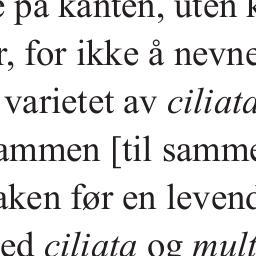 på kanten, uten
for ikke å nevne
varietet av ciliata
ammen [til samme
aken før en levend
ed ciliata og mult